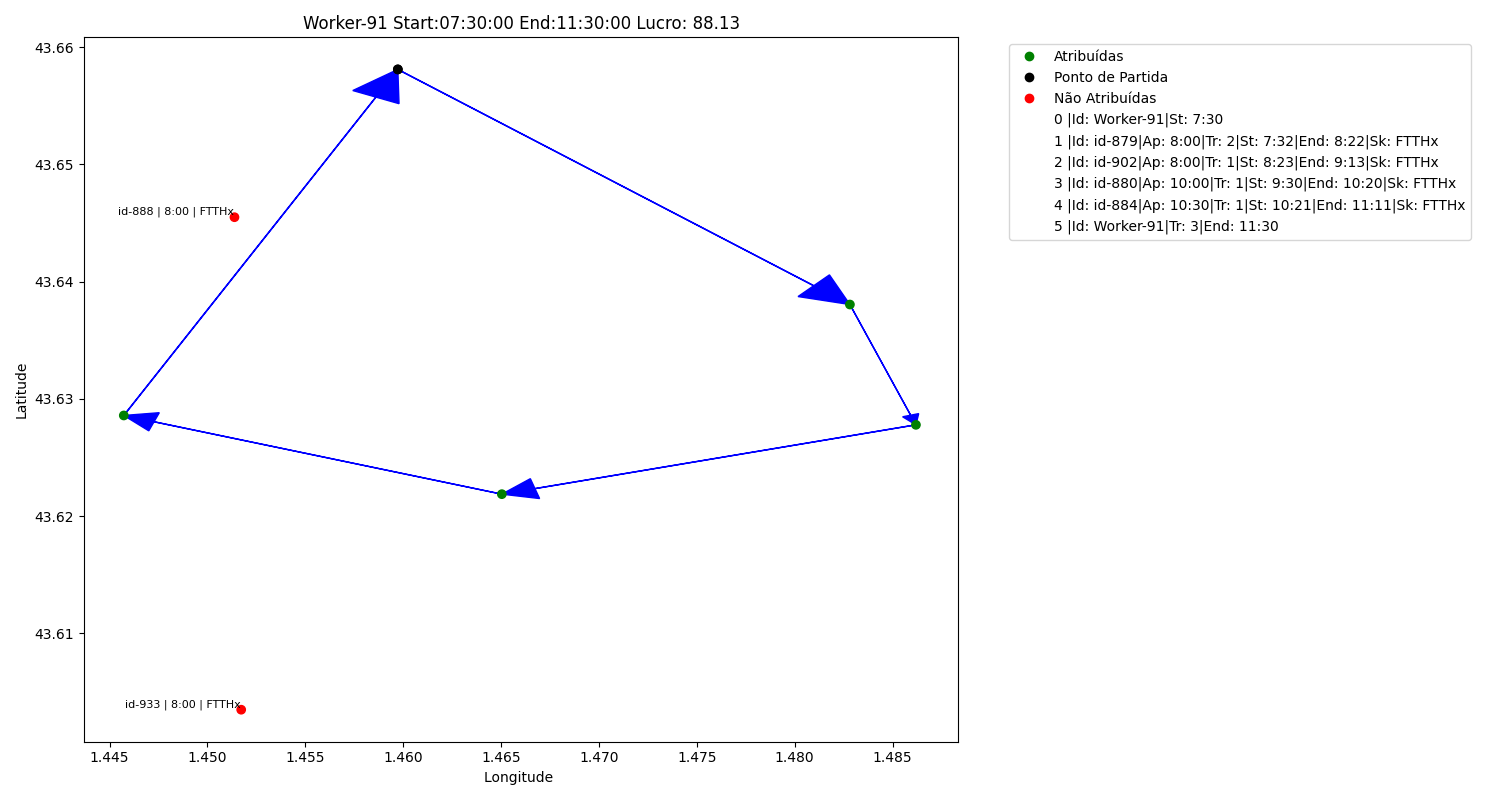 Worker-91 Start:07:30:00 End:11:30:00 Lucro: 88.13
43.66
43.65
43.64
43.63
43.62
43.61
Latitude
id-888 | 8:00 | FTTHx
id-933 | 8:00 | FTTHx
1.445 1.450 1.455 1.460 1.465 1.470 1.475 1.480 1.485
Longitude
Atribuídas
Ponto de Partida
Não Atribuídas
0 |Id: Worker-91|St: 7:30
1 |Id: id-879|Ap: 8:00|Tr: 2|St: 7:32|End: 8:22|Sk: FTTHx
2 |Id: id-902|Ap: 8:00|Tr: 1|St: 8:23|End: 9:13|Sk: FTTHx
3 |Id: id-880|Ap: 10:00|Tr: 1|St: 9:30|End: 10:20|Sk: FTTHx
4 |Id: id-884|Ap: 10:30|Tr: 1|St: 10:21|End: 11:11|Sk: FTTHx
5 |Id: Worker-91|Tr: 3|End: 11:30